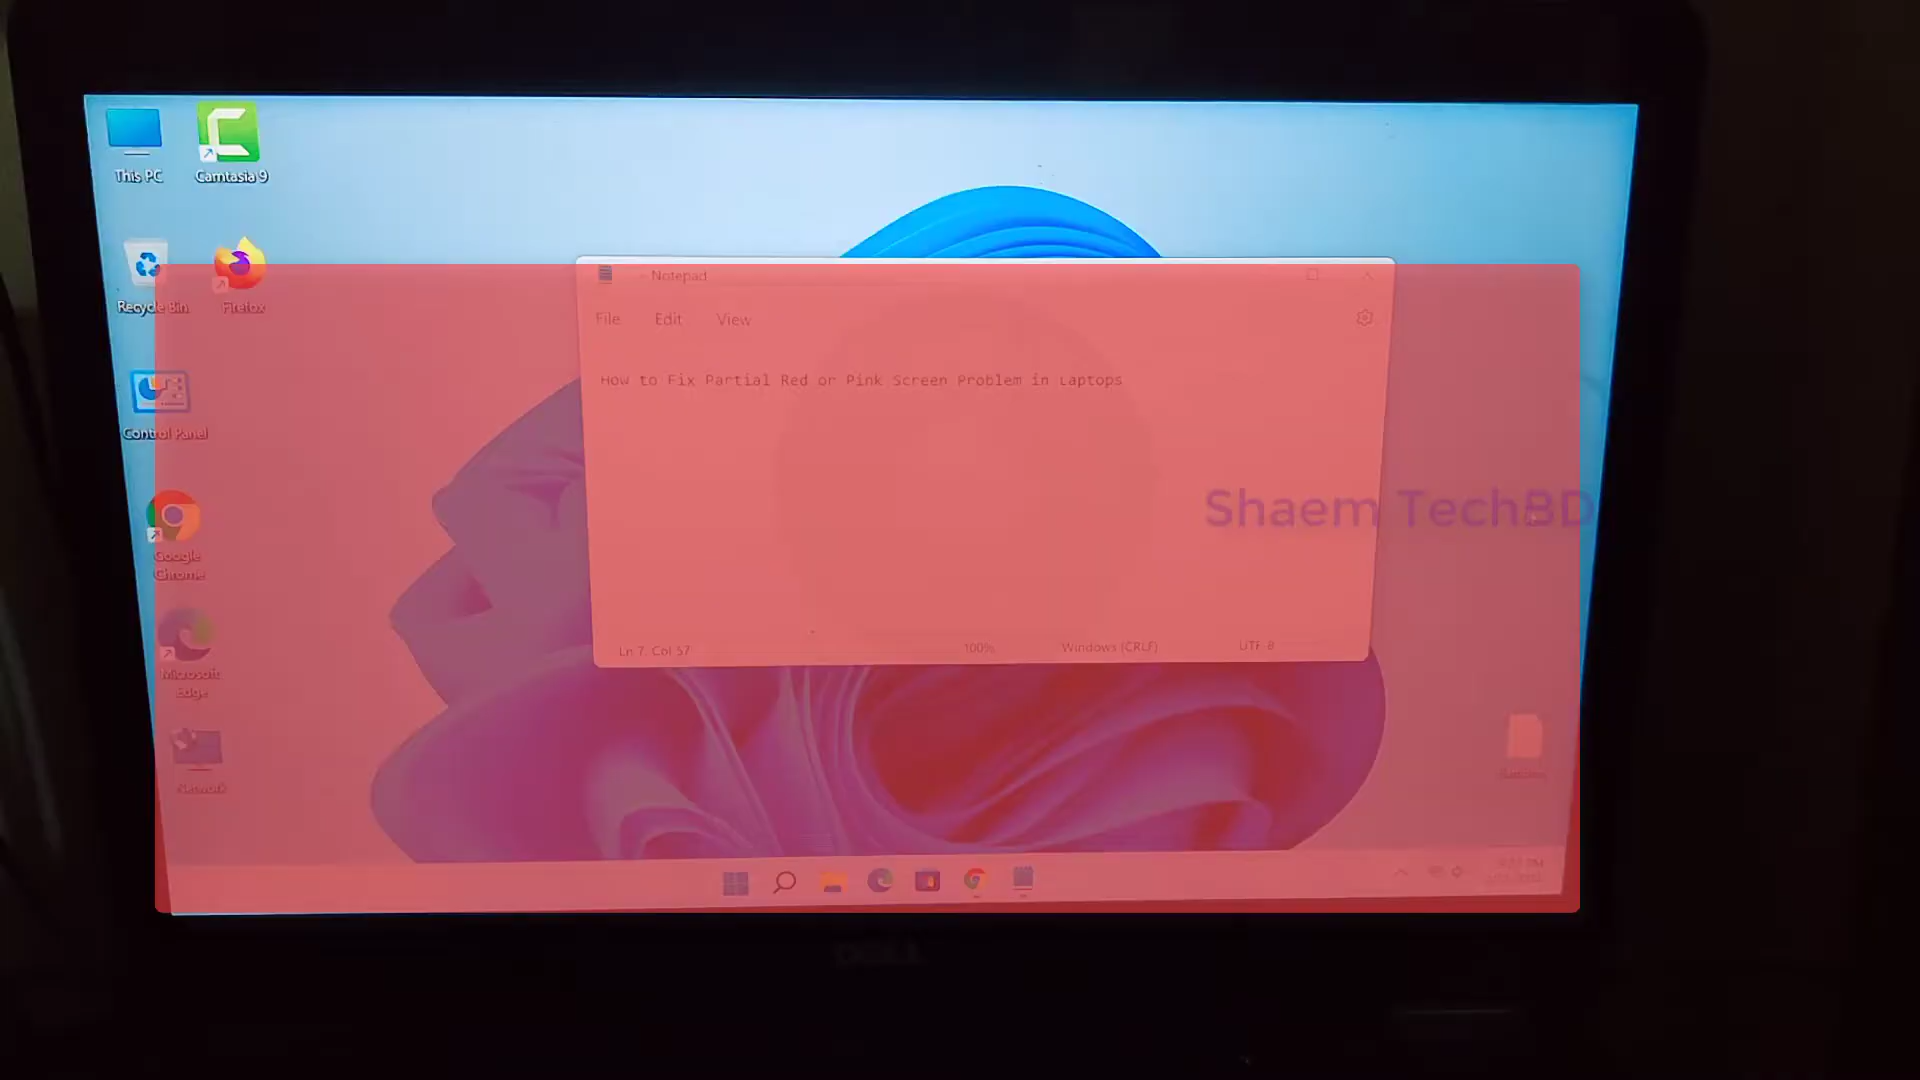 This PC
Camtasia 9
Recycle Bin
Firefox
Notepad
File Edit View
How to Fix Partial Red or Pink Screen Problem in Laptops
Control Panel
Shaem TechBD
Google
Chrome
Ln 7, Col 57 100% Windows (CRLF) UTF-8
Microsoft
Edge
Network
DELL